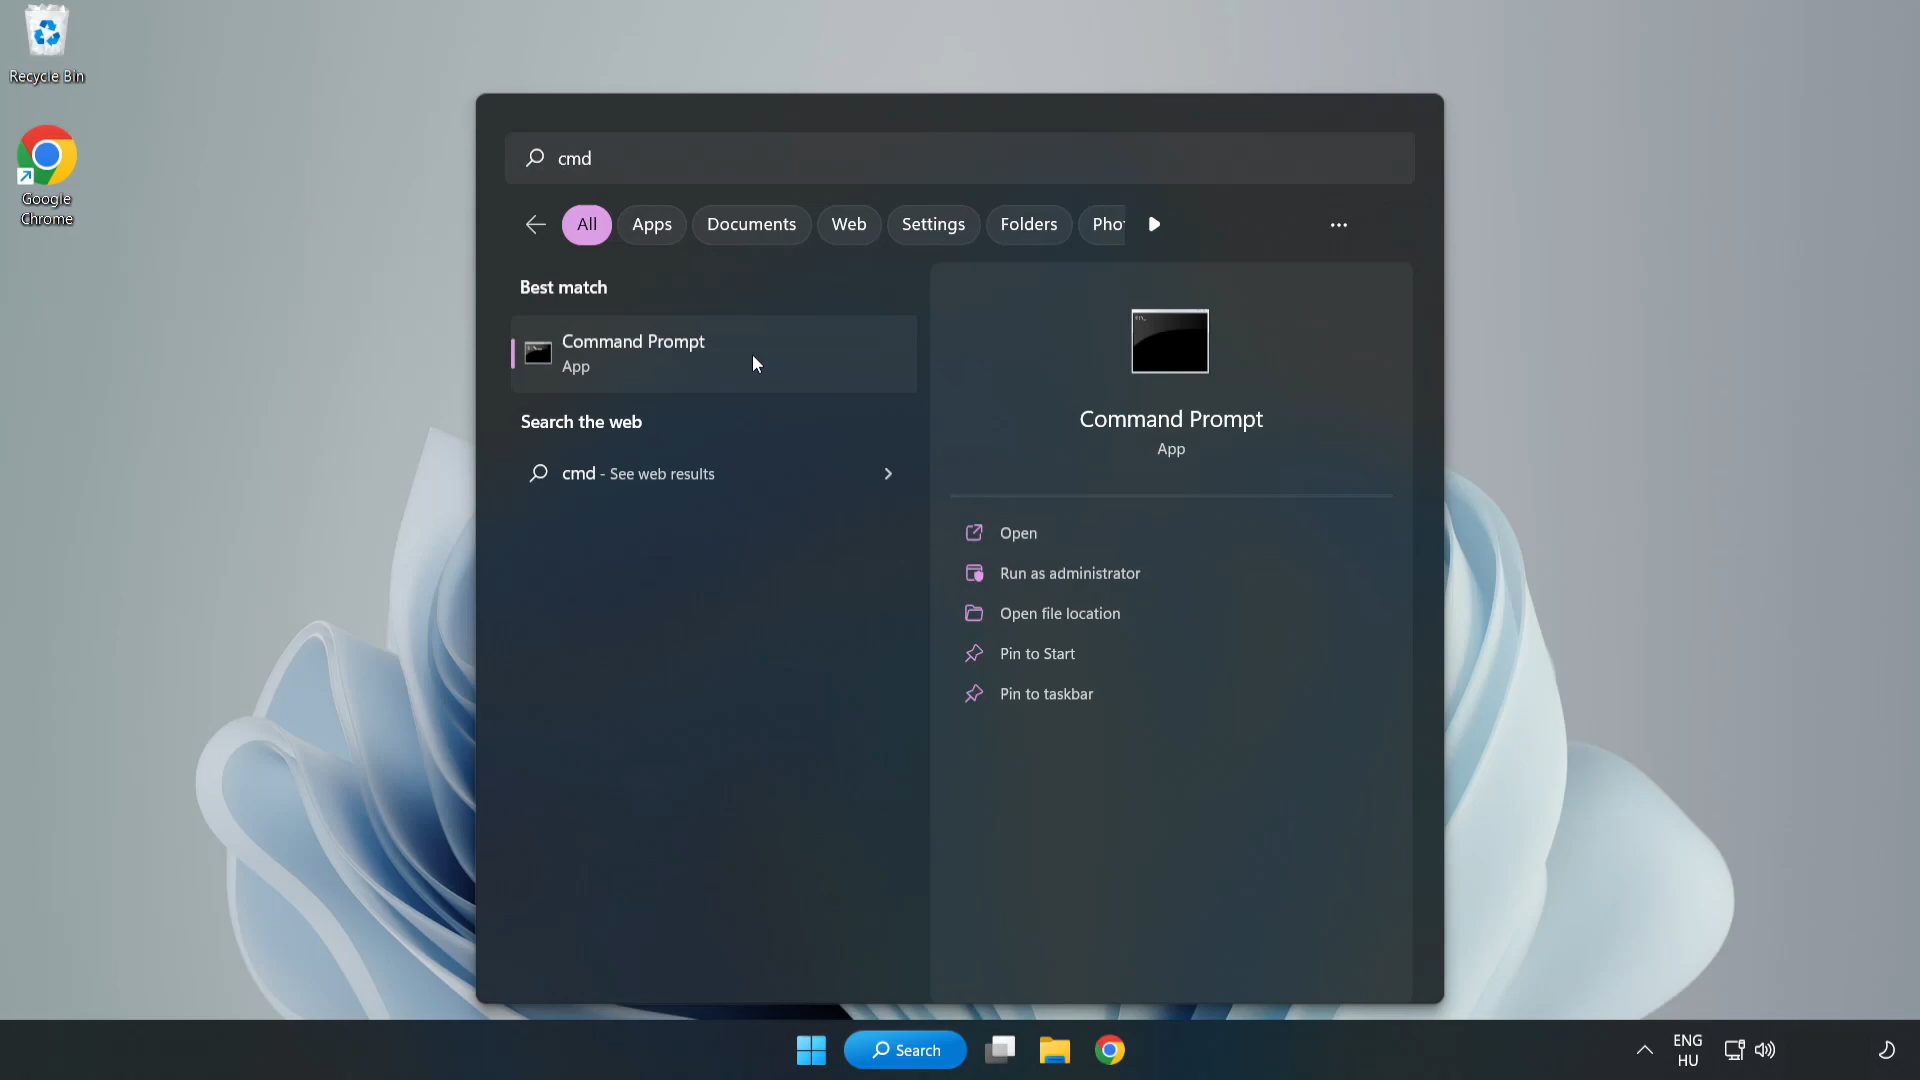 Recycle Bin
Google
Chrome
cmd
All
Apps
Documents
Web
Settings
Folders
Pho
Best match
Command Prompt
App
Search the web
cmd - See web results
Command Prompt
App
Open
Run as administrator
Open file location
Pin to Start
Pin to taskbar
Search
ENG
HU